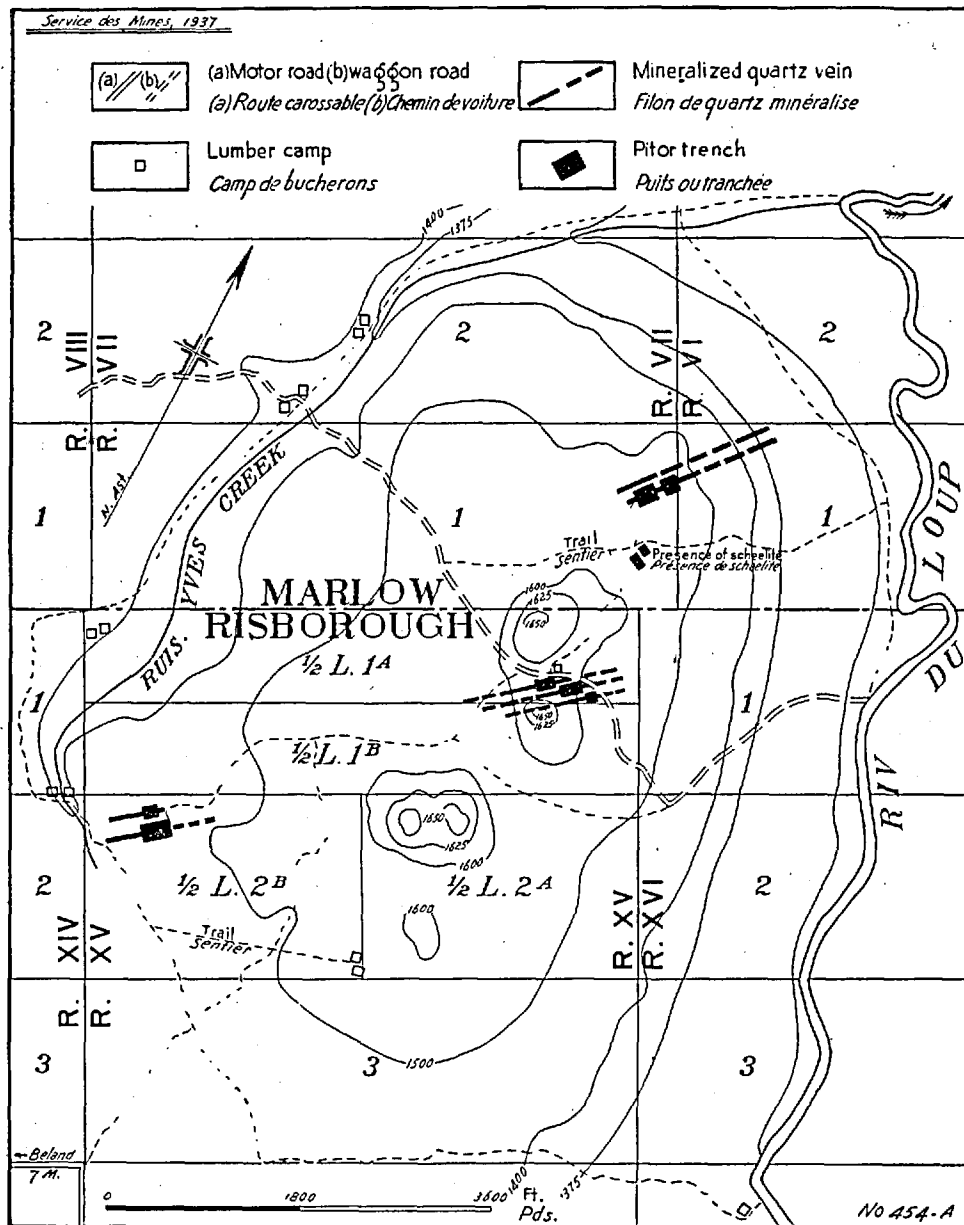 Service des Mines, 1937
(a) (b)
(a)Motor road(b)waggon road
(a)Route carossable(b)Chemin de voiture
Mineralized quartz vein
Filon de quartz minéralise
Lumber camp
Camp de bucherons
Pit or trench
Puits ou tranchée
1400
1375
2
R. VIII
R. VII
2
R. VII
R. VI
2
N. Ast.
1
RUIS. YVES CREEK
1
1
RIV DU LOUP
Trail
Sentier
Presence of scheelite
Présence de scheelite
MARLOW
RISBOROUGH
1600
1625
1650
½ L. 1A
1
1
1650
1625
½ L. 1B
1650
1625
1600
2
½ L. 2B
½ L. 2A
2
1600
R. XIV
R. XV
R. XV
R. XVI
Trail
Sentier
3
3
1500
3
Beland
7 M.
1400
1375
0 1800 3600 Ft.
Pds.
No 454-A